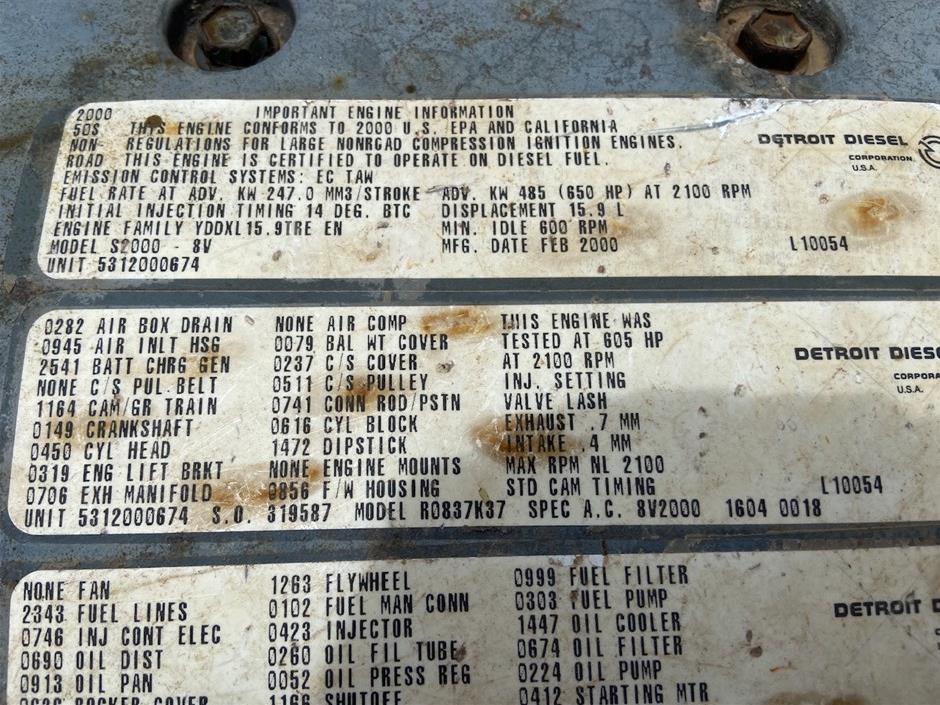 2000 IMPORTANT ENGINE INFORMATION
50S THIS ENGINE CONFORMS TO 2000 U.S. EPA AND CALIFORNIA
NON- REGULATIONS FOR LARGE NONROAD COMPRESSION IGNITION ENGINES.
ROAD THIS ENGINE IS CERTIFIED TO OPERATE ON DIESEL FUEL.
EMISSION CONTROL SYSTEMS: EC TAW
FUEL RATE AT ADV. KW 247.0 MM3/STROKE ADV. KW 485 (650 HP) AT 2100 RPM
INITIAL INJECTION TIMING 14 DEG. BTC DISPLACEMENT 15.9 L
ENGINE FAMILY YDDXL15.9TRE EN MIN. IDLE 600 RPM
MODEL S2000 - 8V MFG. DATE FEB 2000 L10054
UNIT 5312000674
DETROIT DIESEL
CORPORATION
U.S.A.
0282 AIR BOX DRAIN NONE AIR COMP THIS ENGINE WAS
0945 AIR INLT HSG 0079 BAL WT COVER TESTED AT 605 HP
2541 BATT CHRG GEN 0237 C/S COVER AT 2100 RPM
NONE C/S PUL.BELT 0511 C/S PULLEY INJ. SETTING
1164 CAM/GR TRAIN 0741 CONN ROD/PSTN VALVE LASH
0149 CRANKSHAFT 0616 CYL BLOCK EXHAUST .7 MM
0450 CYL HEAD 1472 DIPSTICK INTAKE .4 MM
0319 ENG LIFT BRKT NONE ENGINE MOUNTS MAX RPM NL 2100
0706 EXH MANIFOLD 0856 F/W HOUSING STD CAM TIMING L10054
UNIT 5312000674 S.O. 319587 MODEL R0837K37 SPEC A.C. 8V2000 1604 0018
DETROIT DIESE
CORPORA
U.S.A.
NONE FAN 1263 FLYWHEEL 0999 FUEL FILTER
2343 FUEL LINES 0102 FUEL MAN CONN 0303 FUEL PUMP
0746 INJ CONT ELEC 0423 INJECTOR 1447 OIL COOLER
0690 OIL DIST 0260 OIL FIL TUBE 0674 OIL FILTER
0913 OIL PAN 0052 OIL PRESS REG 0224 OIL PUMP
ROCKER COVER 1166 SHUTOFF 0412 STARTING MTR
DETROIT D